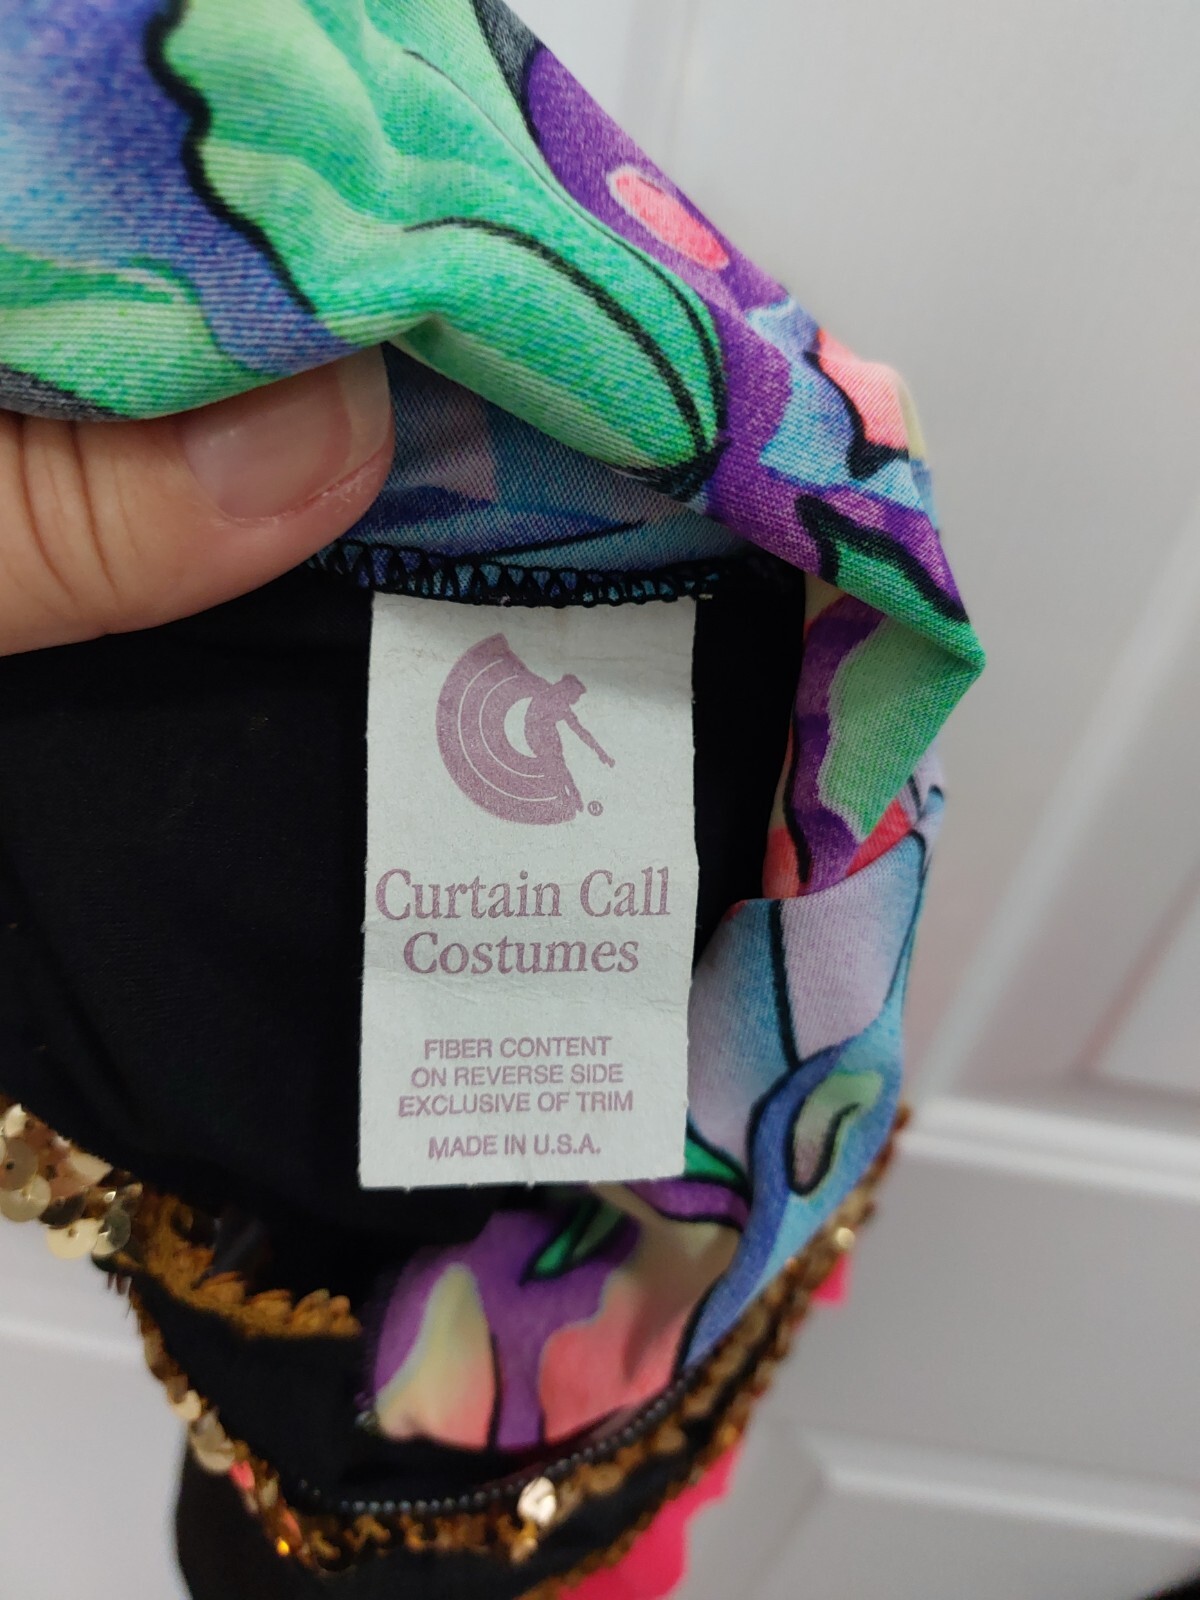 ®
Curtain Call
Costumes
FIBER CONTENT
ON REVERSE SIDE
EXCLUSIVE OF TRIM
MADE IN U.S.A.